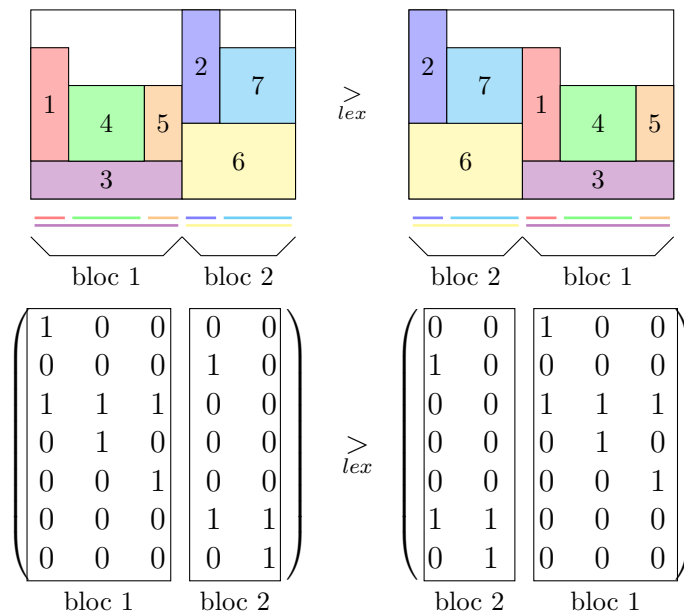 2 2
1 7 > 7 1
lex
4 5 4 5
6 6
3 3
bloc 1 bloc 2 bloc 2 bloc 1
1 0 0 0 0 0 0 1 0 0
0 0 0 1 0 1 0 0 0 0
1 1 1 0 0 0 0 1 1 1
0 1 0 0 0 > 0 0 0 1 0
lex
0 0 1 0 0 0 0 0 0 1
0 0 0 1 1 1 1 0 0 0
0 0 0 0 1 0 1 0 0 0
bloc 1 bloc 2 bloc 2 bloc 1